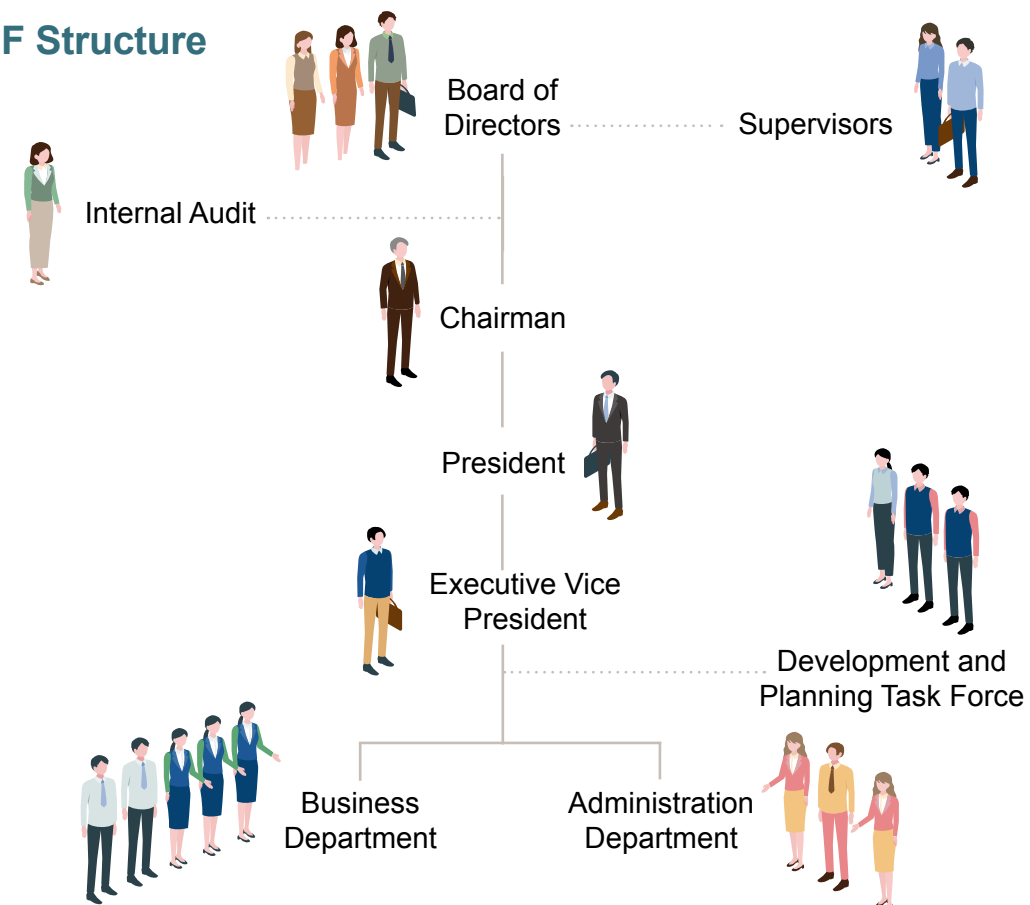 F Structure
Board of
Directors
Supervisors
Internal Audit
Chairman
President
Executive Vice
President
Development and
Planning Task Force
Business
Department
Administration
Department